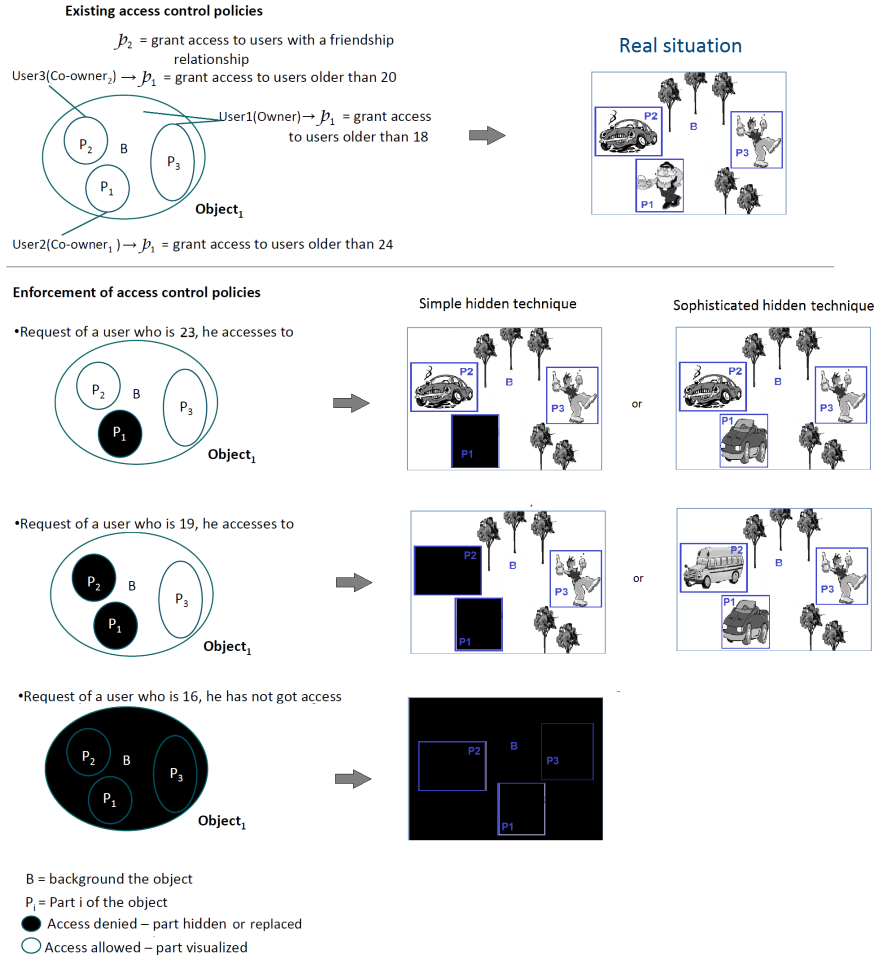 Existing access control policies
þ2 = grant access to users with a friendship
relationship
User3(Co-owner2) → þ1 = grant access to users older than 20
User1(Owner)→ þ1 = grant access
to users older than 18
P2
B
P3
P1
Object1
User2(Co-owner1 )→ þ1 = grant access to users older than 24
Real situation
P2
B
P3
P1
Enforcement of access control policies
Simple hidden technique
Sophisticated hidden technique
•Request of a user who is 23, he accesses to
P2
B
P3
P1
Object1
P2
B
P3
P1
or
P2
B
P3
P1
•Request of a user who is 19, he accesses to
P2
B
P3
P1
Object1
P2
B
P3
P1
or
P2
B
P3
P1
•Request of a user who is 16, he has not got access
P2
B
P3
P1
Object1
P2
B
P3
P1
B = background the object
Pi = Part i of the object
Access denied – part hidden or replaced
Access allowed – part visualized